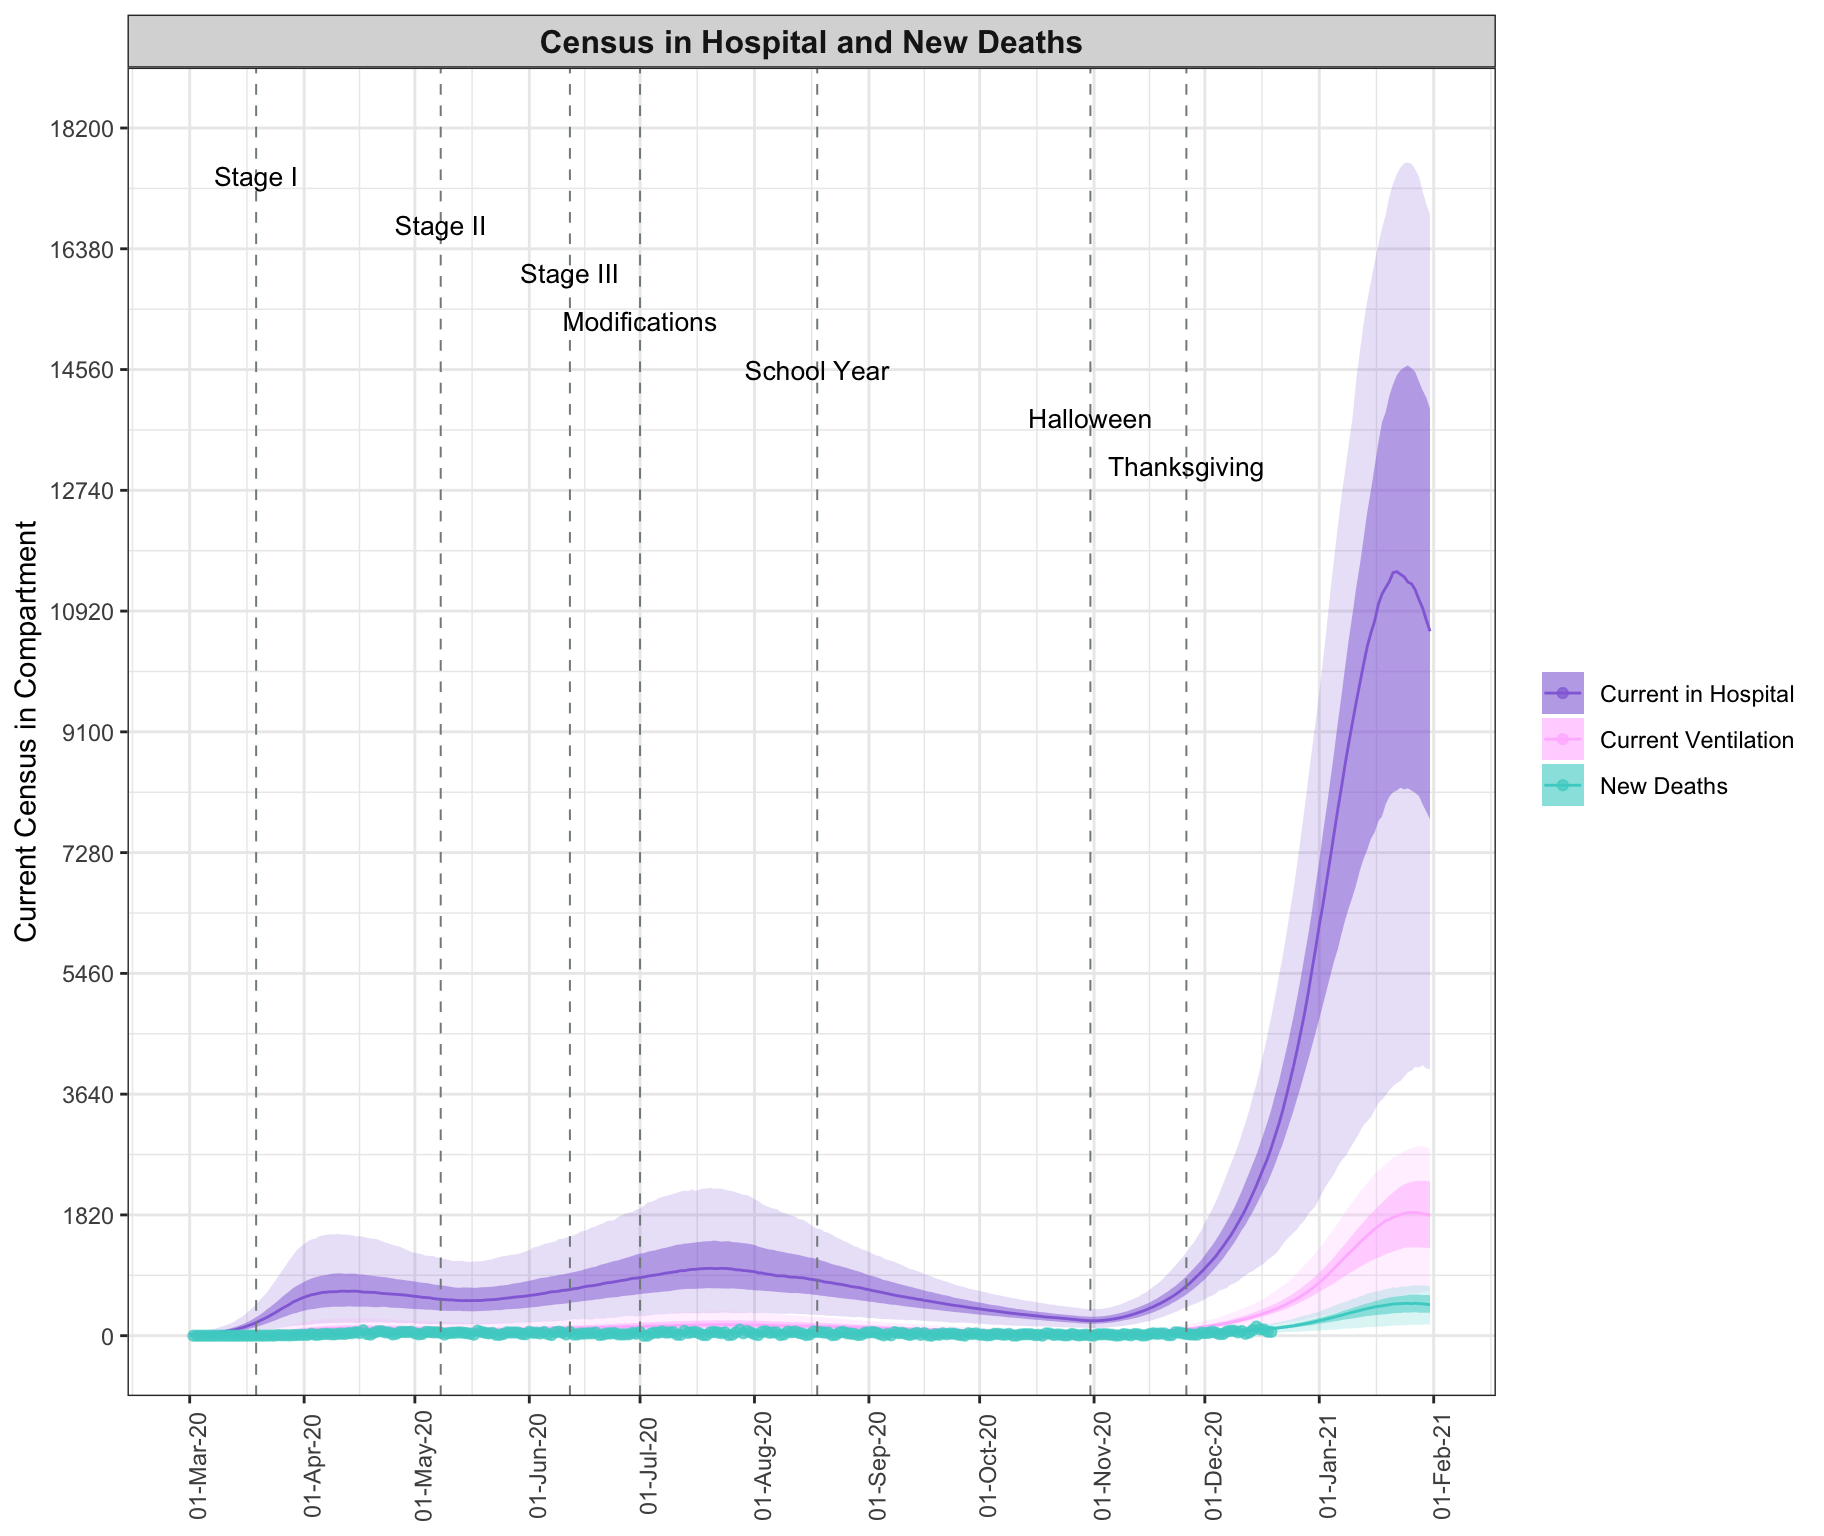 Census in Hospital and New Deaths
Current Census in Compartment
18200
16380
14560
12740
10920
9100
7280
5460
3640
1820
0
Stage I
Stage II
Stage III
Modifications
School Year
Halloween
Thanksgiving
01-Mar-20
01-Apr-20
01-May-20
01-Jun-20
01-Jul-20
01-Aug-20
01-Sep-20
01-Oct-20
01-Nov-20
01-Dec-20
01-Jan-21
01-Feb-21
Current in Hospital
Current Ventilation
New Deaths